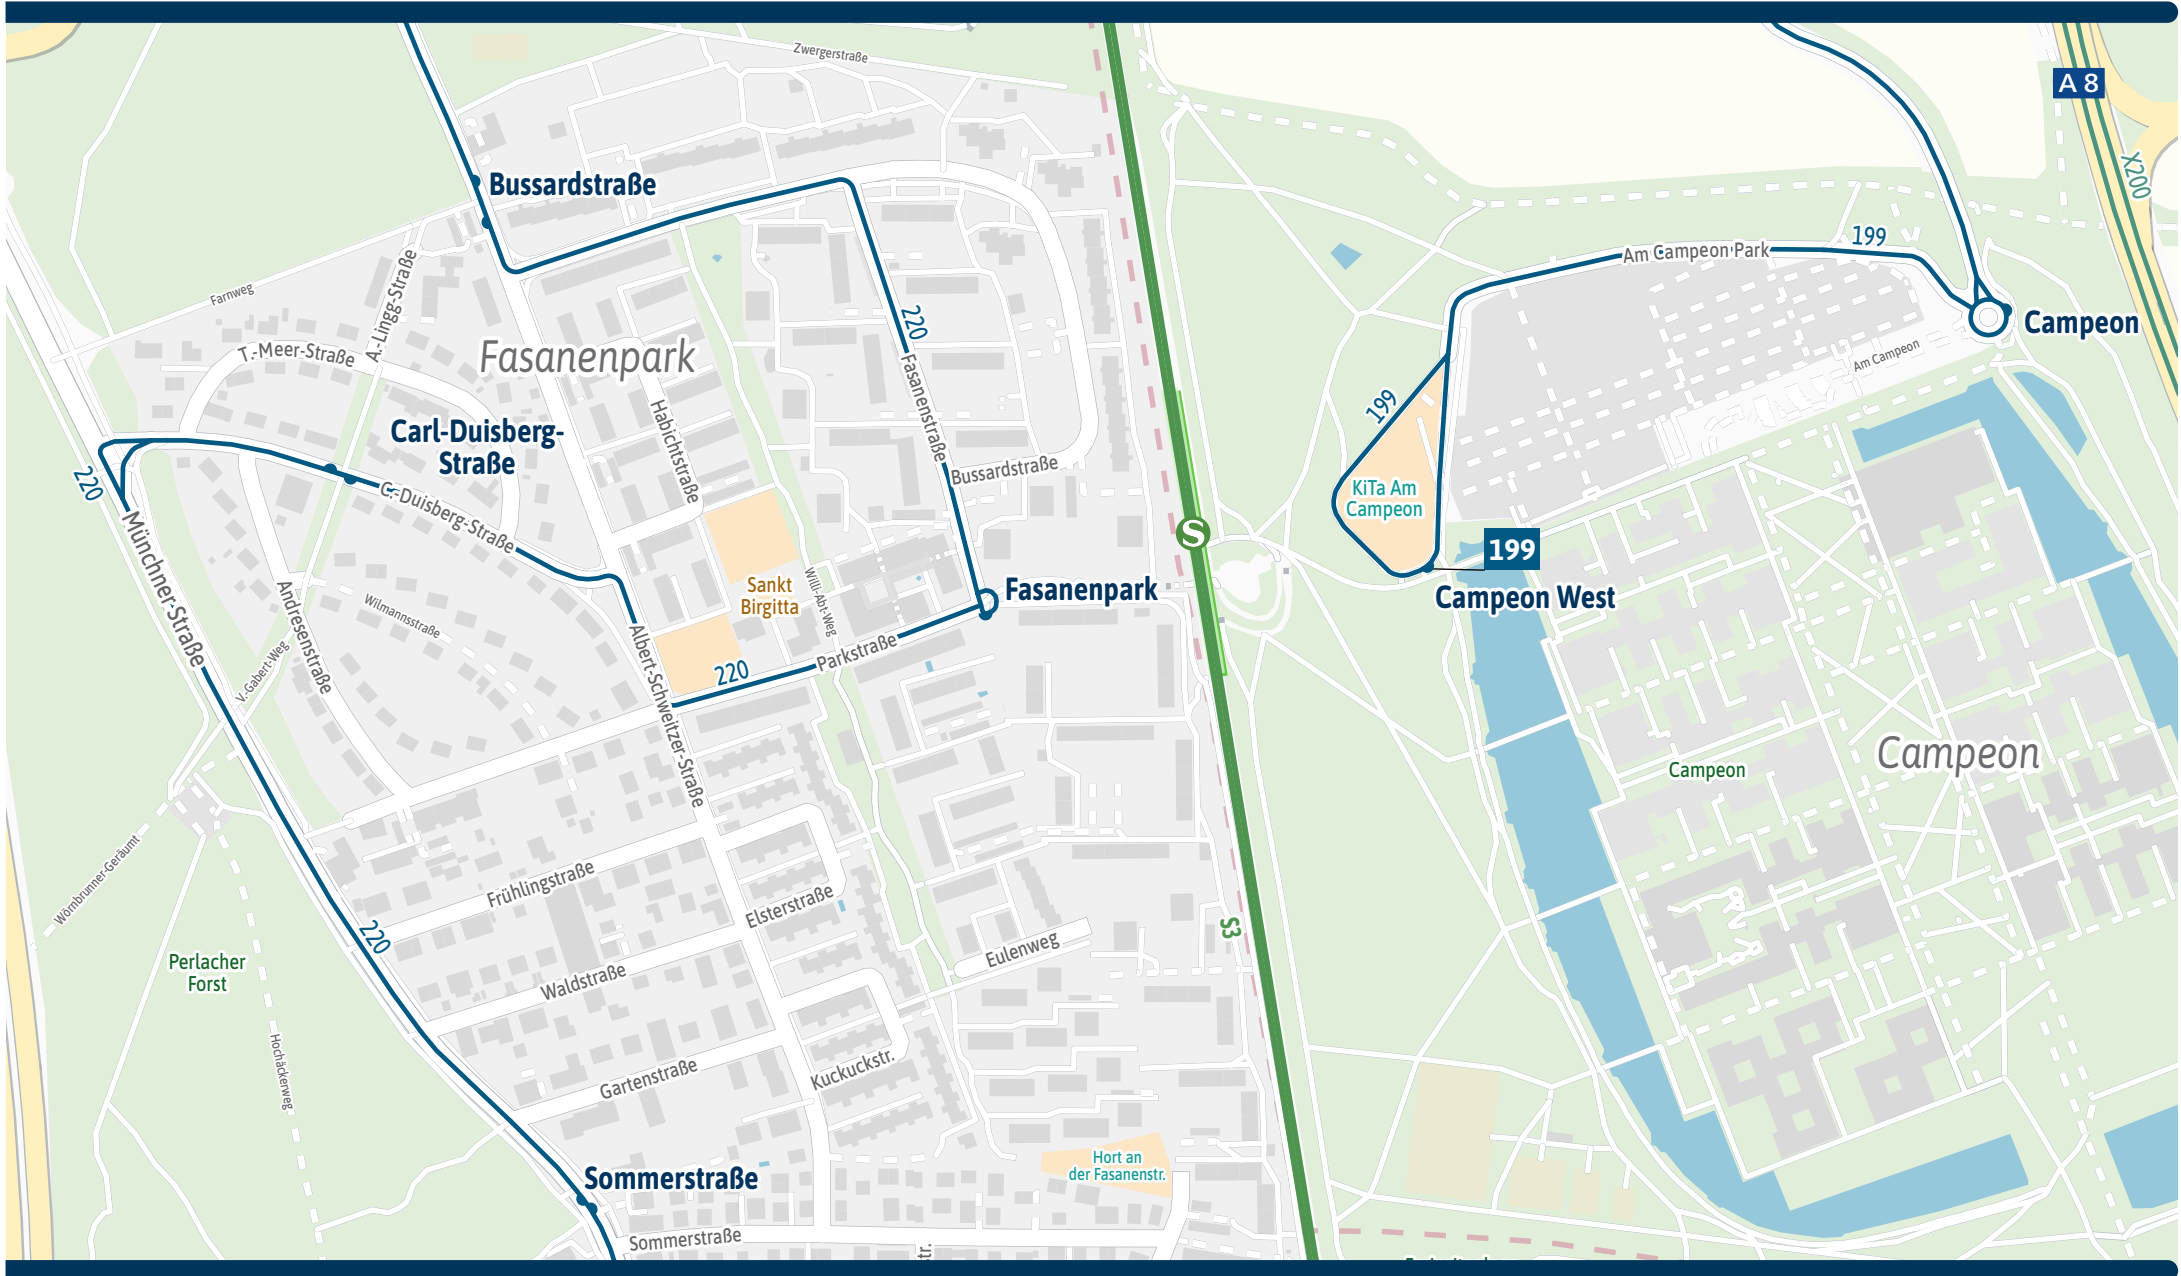 Zwergerstraße
A 8
X200
Bussardstraße
199
Am Campeon Park
A.-Lingg-Straße
Farnweg
Campeon
220
Fasanenpark
T.-Meer-Straße
Am Campeon
Fasanenstraße
199
Habichtstraße
Carl-Duisberg-
Straße
Bussardstraße
220
C.-Duisberg-Straße
KiTa Am
Campeon
Münchner-Straße
S
199
Sankt
Birgitta
Willi-Abt-Weg
Fasanenpark
Campeon West
Andresenstraße
Wilmannsstraße
V.-Gabert-Weg
Parkstraße
220
Albert-Schweitzer-Straße
Campeon
Campeon
Wörnbrunner-Geräumt
Frühlingstraße
Elsterstraße
S3
220
Eulenweg
Perlacher
Forst
Waldstraße
Hochäckerweg
Gartenstraße
Kuckuckstr.
Hort an
der Fasanenstr.
Sommerstraße
Sommerstraße
tr.